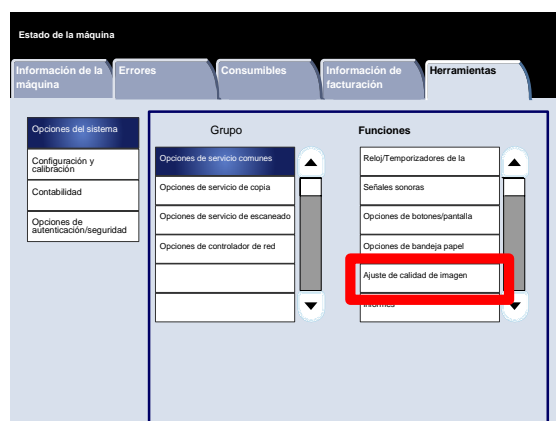 Estado de la máquina
Información de la
máquina
Errores
Consumibles
Información de
facturación
Herramientas
Opciones del sistema
Configuración y
calibración
Contabilidad
Opciones de
autenticación/seguridad
Grupo
Opciones de servicio comunes
Opciones de servicio de copia
Opciones de servicio de escaneado
Opciones de controlador de red
Funciones
Reloj/Temporizadores de la
Señales sonoras
Opciones de botones/pantalla
Opciones de bandeja papel
Ajuste de calidad de imagen
Informes